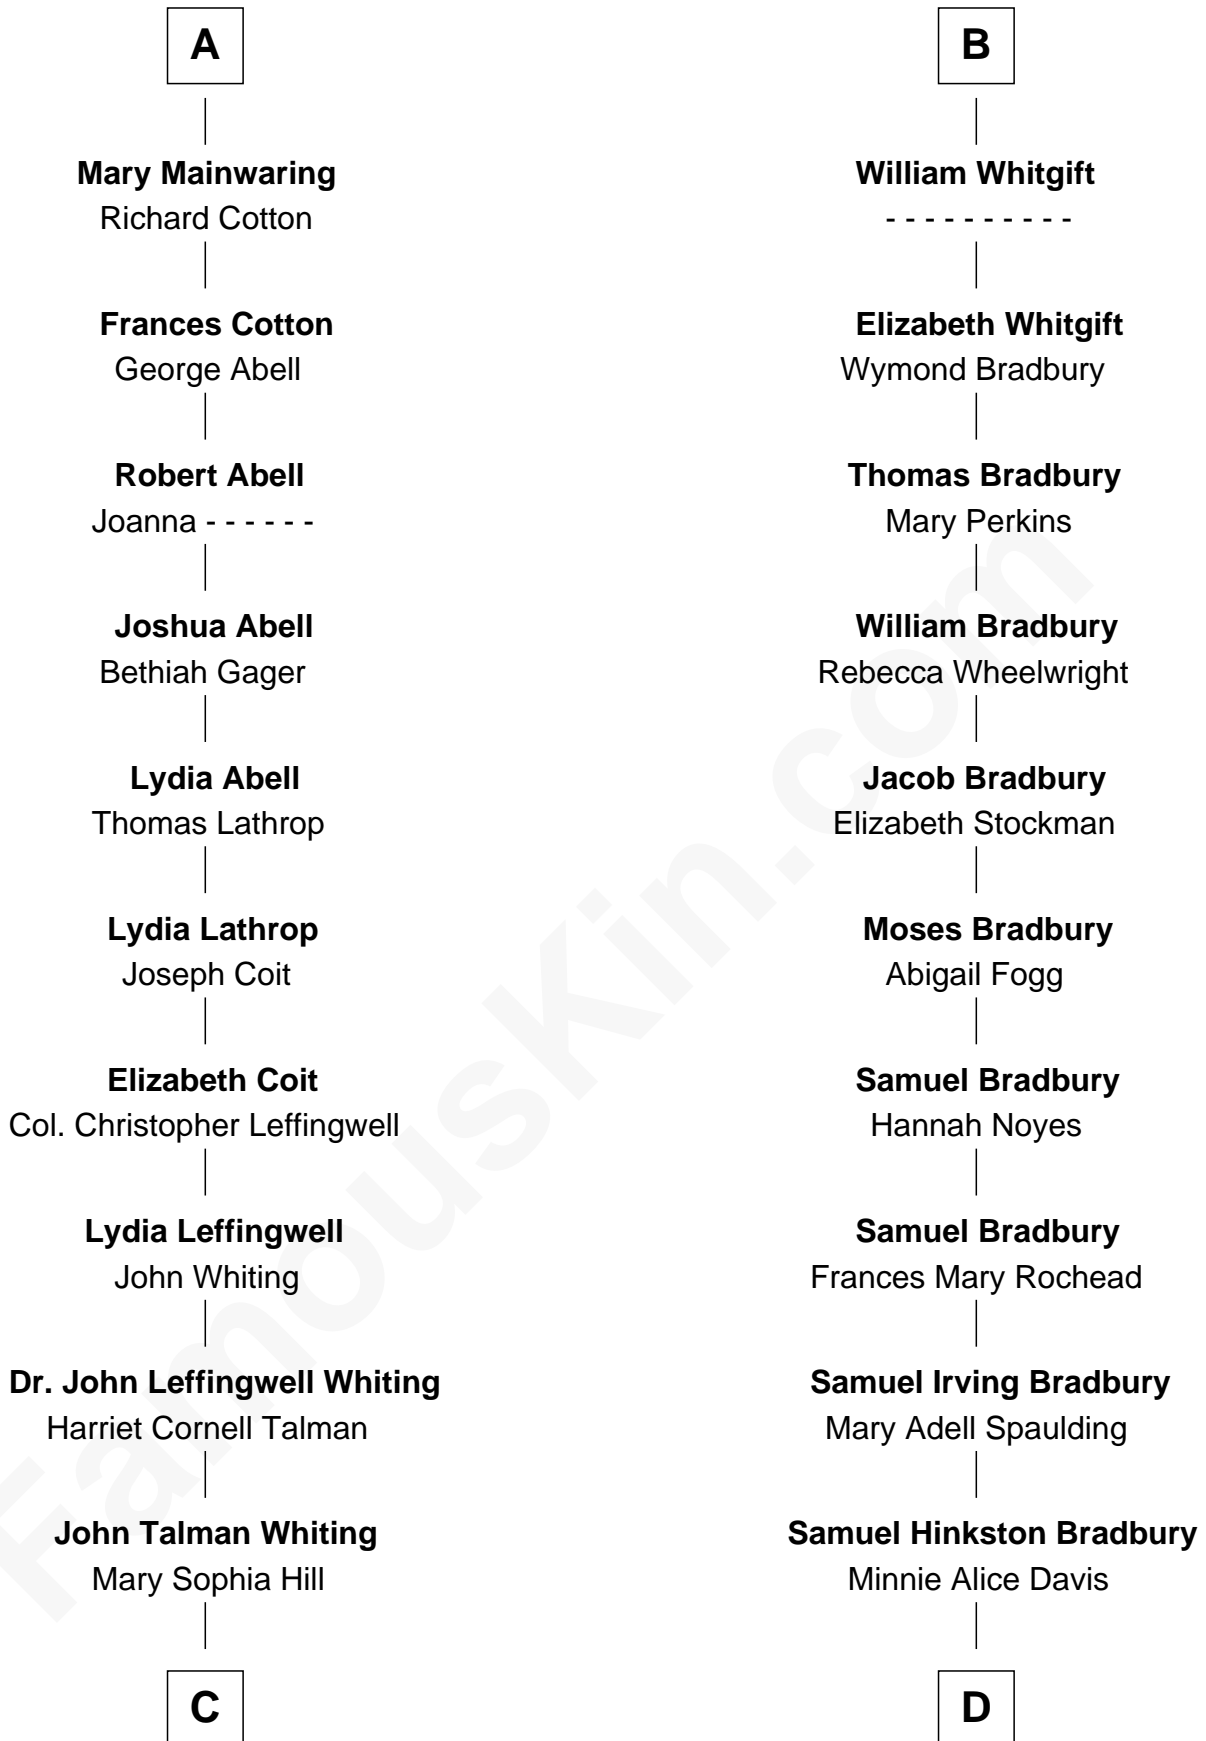 A
Mary Mainwaring
Richard Cotton
Frances Cotton
George Abell
Robert Abell
Joanna - - - - - -
Joshua Abell
Bethiah Gager
Lydia Abell
Thomas Lathrop
Lydia Lathrop
Joseph Coit
Elizabeth Coit
Col. Christopher Leffingwell
Lydia Leffingwell
John Whiting
Dr. John Leffingwell Whiting
Harriet Cornell Talman
John Talman Whiting
Mary Sophia Hill
C
B
William Whitgift
- - - - - - - - - -
Elizabeth Whitgift
Wymond Bradbury
Thomas Bradbury
Mary Perkins
William Bradbury
Rebecca Wheelwright
Jacob Bradbury
Elizabeth Stockman
Moses Bradbury
Abigail Fogg
Samuel Bradbury
Hannah Noyes
Samuel Bradbury
Frances Mary Rochead
Samuel Irving Bradbury
Mary Adell Spaulding
Samuel Hinkston Bradbury
Minnie Alice Davis
D
FamousKin.com